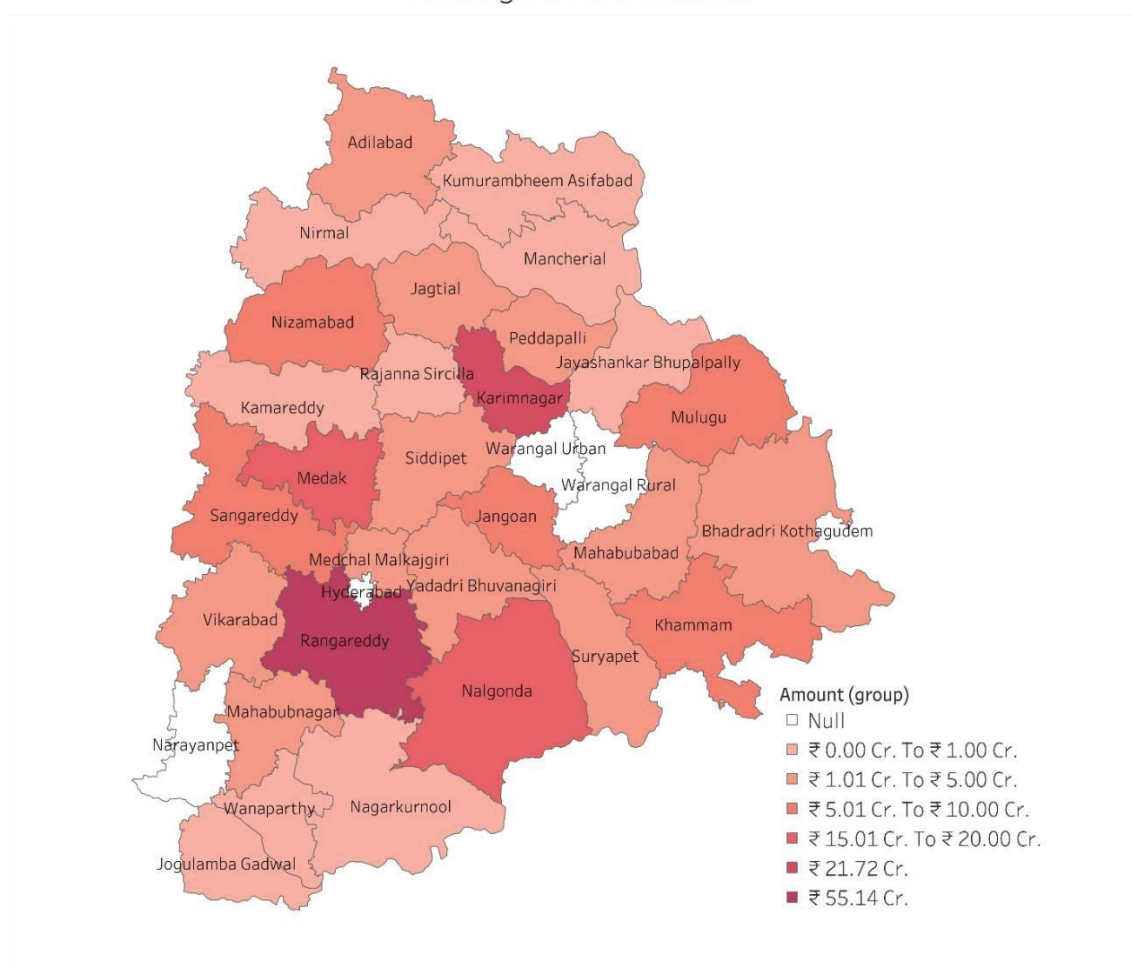 Adilabad
Kumurambheem Asifabad
Nirmal
Mancherial
Jagtial
Nizamabad
Peddapalli
Jayashankar Bhupalpally
Rajanna Sircilla
Karimnagar
Kamareddy
Mulugu
Warangal Urban
Siddipet
Medak
Warangal Rural
Sangareddy
Jangoan
Bhadradri Kothagudem
Mahabubabad
Medchal Malkajgiri
Yadadri Bhuvanagiri
Hyderabad
Vikarabad
Khammam
Rangareddy
Suryapet
Nalgonda
Mahabubnagar
Narayanpet
Wanaparthy
Nagarkurnool
Jogulamba Gadwal
Amount (group)
Null
₹ 0.00 Cr. To ₹ 1.00 Cr.
₹ 1.01 Cr. To ₹ 5.00 Cr.
₹ 5.01 Cr. To ₹ 10.00 Cr.
₹ 15.01 Cr. To ₹ 20.00 Cr.
₹ 21.72 Cr.
₹ 55.14 Cr.